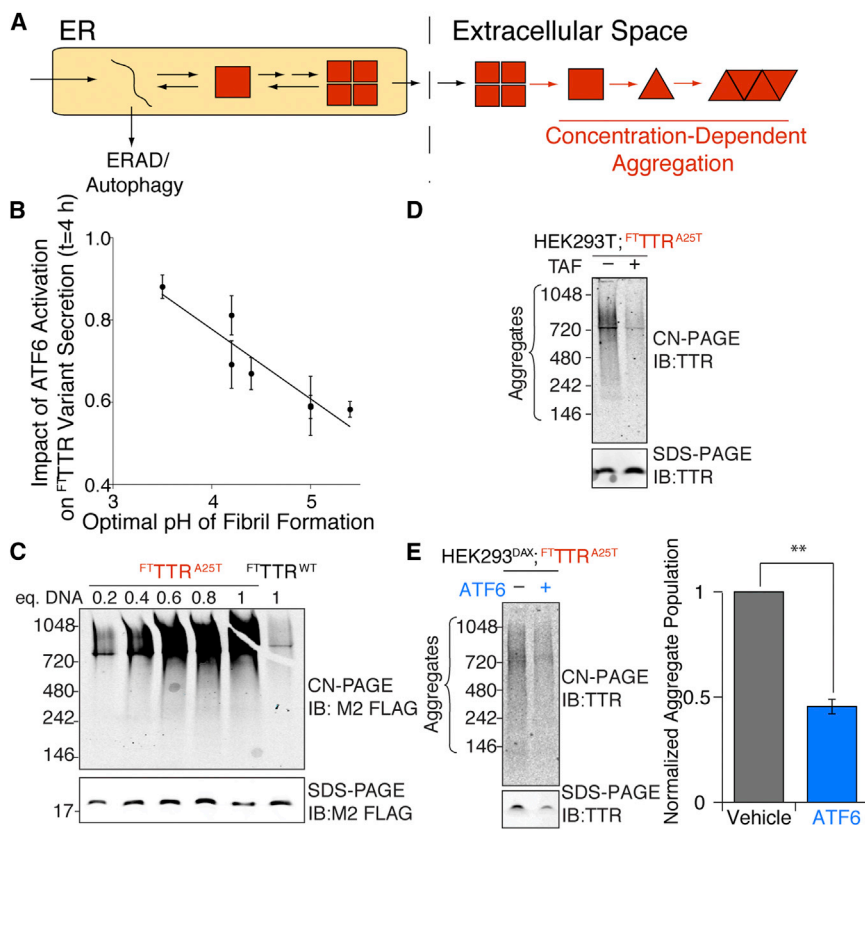 A
ER
Extracellular Space
ERAD/
Autophagy
Concentration-Dependent
Aggregation
B
Impact of ATF6 Activation
on FTTTR Variant Secretion (t=4 h)
1.0
0.8
0.6
0.4
3
4
5
Optimal pH of Fibril Formation
C
FTTTRA25T
FTTTRWT
eq. DNA 0.2 0.4 0.6 0.8 1 1
1048
720
480
242
146
CN-PAGE
IB: M2 FLAG
17
SDS-PAGE
IB:M2 FLAG
D
HEK293T; FTTTRA25T
TAF − +
Aggregates
1048
720
480
242
146
CN-PAGE
IB:TTR
SDS-PAGE
IB:TTR
E
HEK293DAX; FTTTRA25T
ATF6 − +
Aggregates
1048
720
480
242
146
CN-PAGE
IB:TTR
SDS-PAGE
IB:TTR
Normalized Aggregate Population
**
1
0.5
0
Vehicle
ATF6